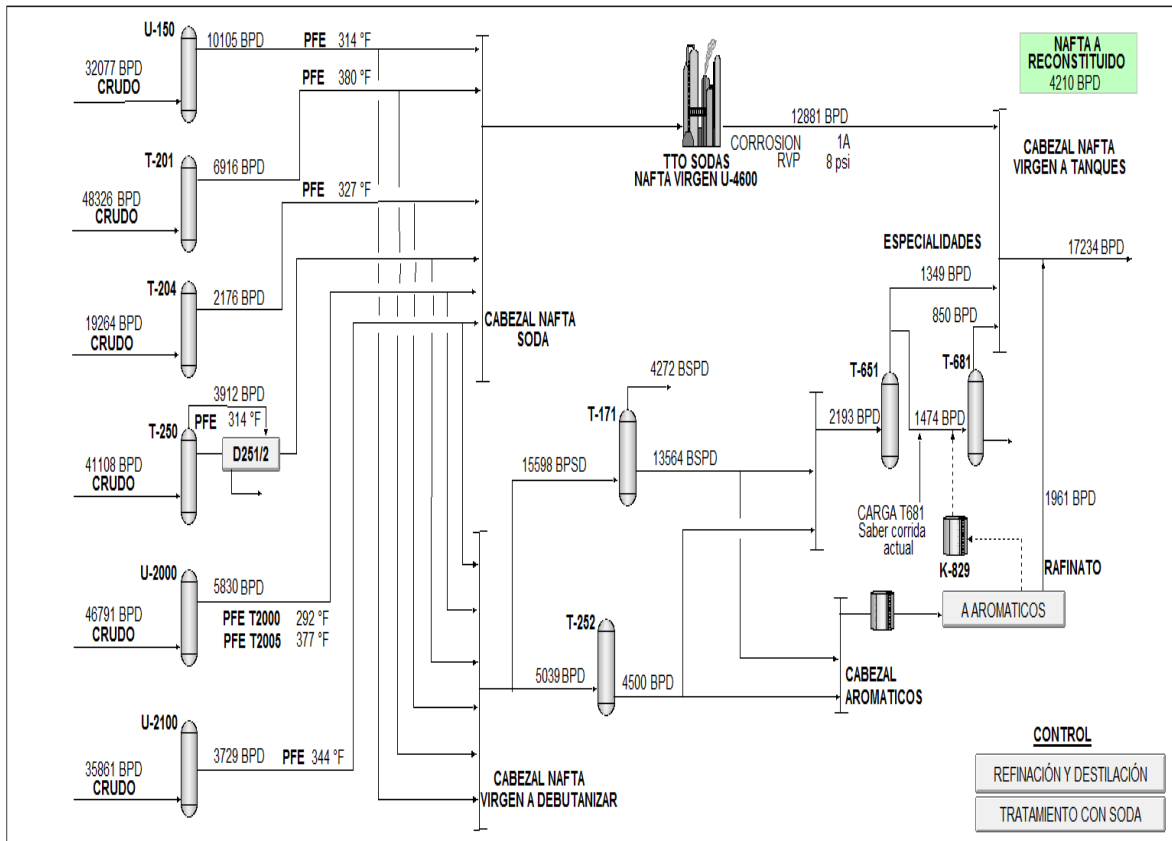 U-150
10105 BPD
PFE 314 °F
32077 BPD
CRUDO
PFE 380 °F
T-201
6916 BPD
48326 BPD
CRUDO
PFE 327 °F
T-204
2176 BPD
19264 BPD
CRUDO
3912 BPD
PFE 314 °F
T-250
D251/2
41108 BPD
CRUDO
U-2000
5830 BPD
46791 BPD
CRUDO
PFE T2000 292 °F
PFE T2005 377 °F
U-2100
3729 BPD
PFE 344 °F
35861 BPD
CRUDO
CABEZAL NAFTA
SODA
CABEZAL NAFTA
VIRGEN A DEBUTANIZAR
TTO SODAS
NAFTA VIRGEN U-4600
12881 BPD
CORROSION 1A
RVP 8 psi
NAFTA A
RECONSTITUIDO
4210 BPD
CABEZAL NAFTA
VIRGEN A TANQUES
17234 BPD
ESPECIALIDADES
1349 BPD
850 BPD
T-651
T-681
2193 BPD
1474 BPD
4272 BSPD
T-171
15598 BPSD
13564 BSPD
CARGA T681
Saber corrida
actual
K-829
1961 BPD
RAFINATO
A AROMATICOS
T-252
5039 BPD
4500 BPD
CABEZAL
AROMATICOS
CONTROL
REFINACIÓN Y DESTILACIÓN
TRATAMIENTO CON SODA